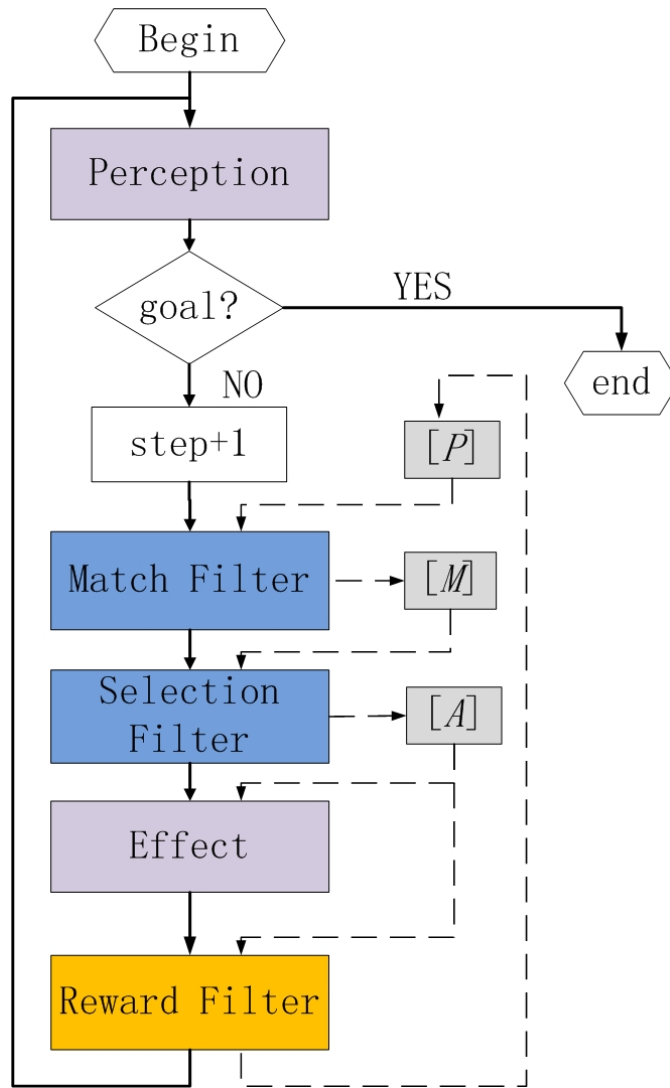 Begin
Perception
goal?
YES
end
NO
step+1
[P]
Match Filter
[M]
Selection
Filter
[A]
Effect
Reward Filter